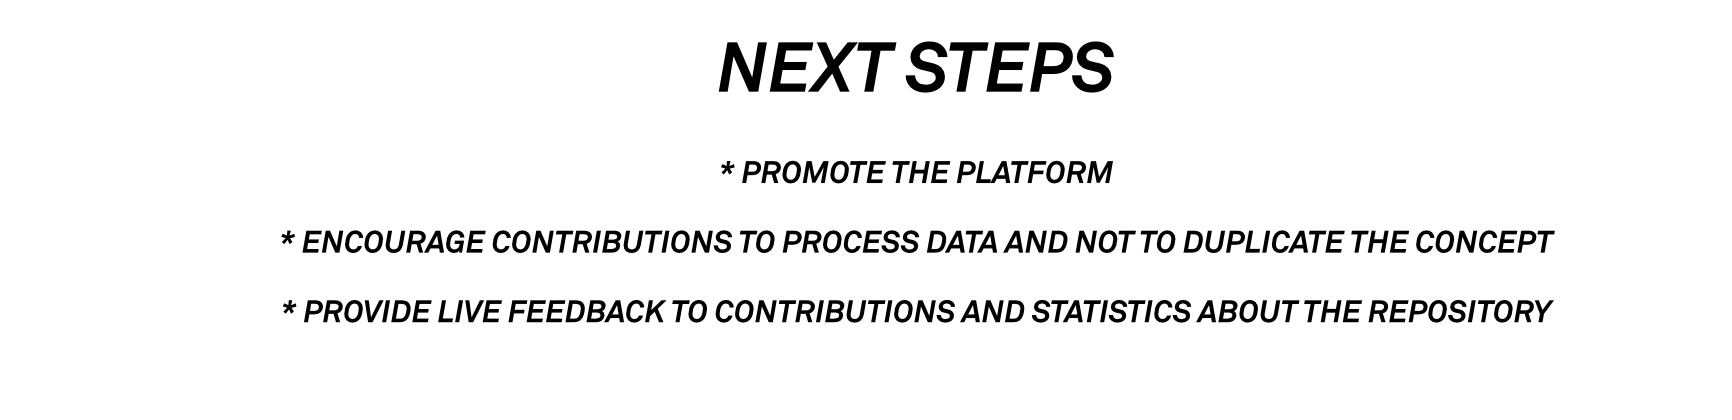 NEXT STEPS
* PROMOTE THE PLATFORM
* ENCOURAGE CONTRIBUTIONS TO PROCESS DATA AND NOT TO DUPLICATE THE CONCEPT
* PROVIDE LIVE FEEDBACK TO CONTRIBUTIONS AND STATISTICS ABOUT THE REPOSITORY